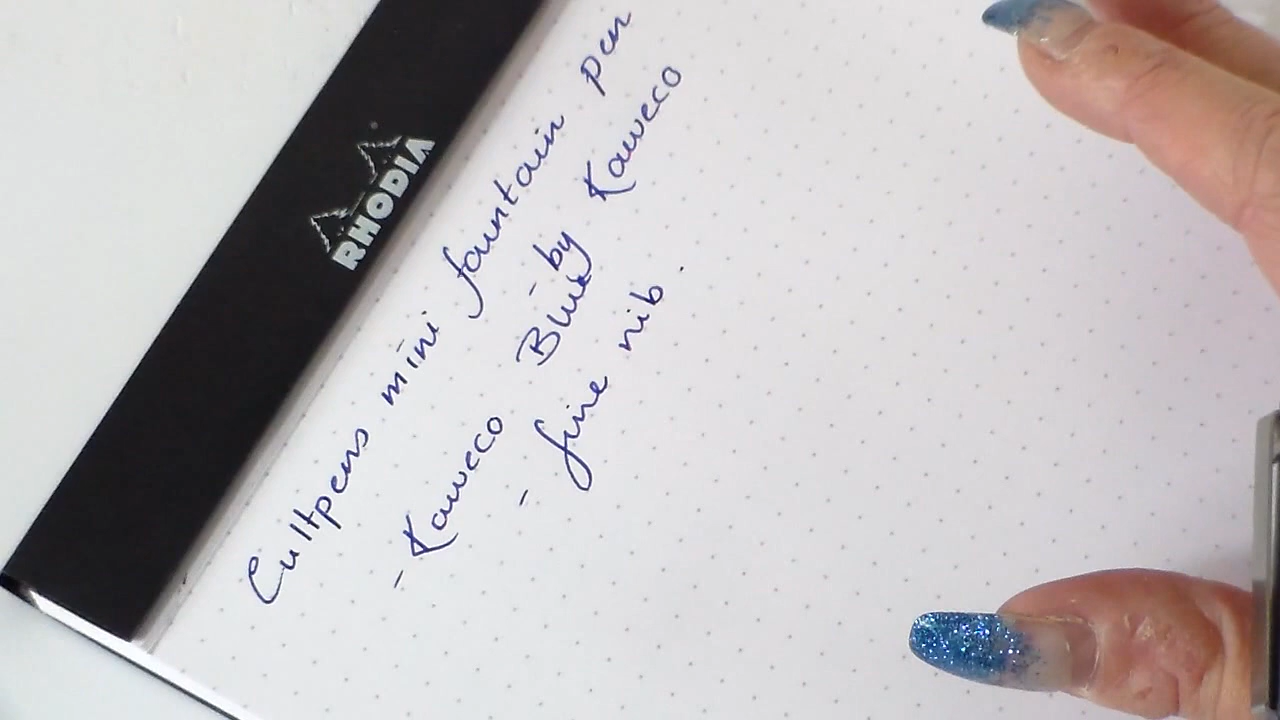 RHODIA
Cultpens mini fountain pen
- by Kaweco
- Kaweco Blue
- fine nib.